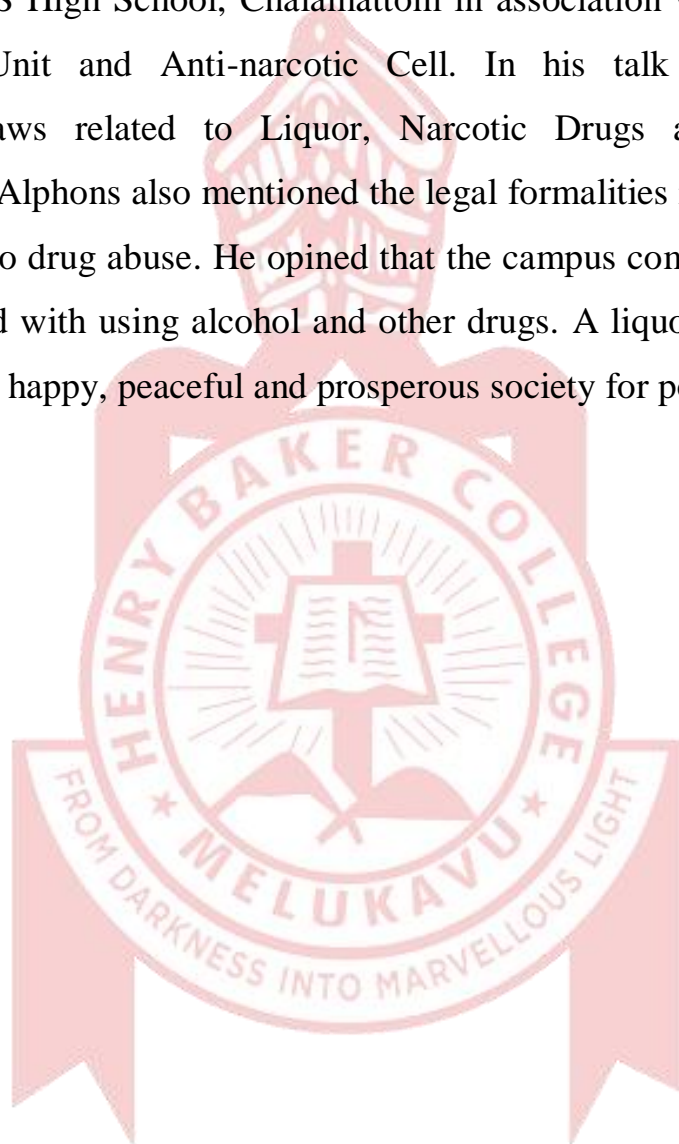 High School, Chalamattom in association
Unit and Anti-narcotic Cell. In his talk
aws related to Liquor, Narcotic Drugs a
Alphons also mentioned the legal formalities
o drug abuse. He opined that the campus con
d with using alcohol and other drugs. A liquo
happy, peaceful and prosperous society for p
HENRY BAKER COLLEGE
MELUKAVU
FROM DARKNESS INTO MARVELLOUS LIGHT